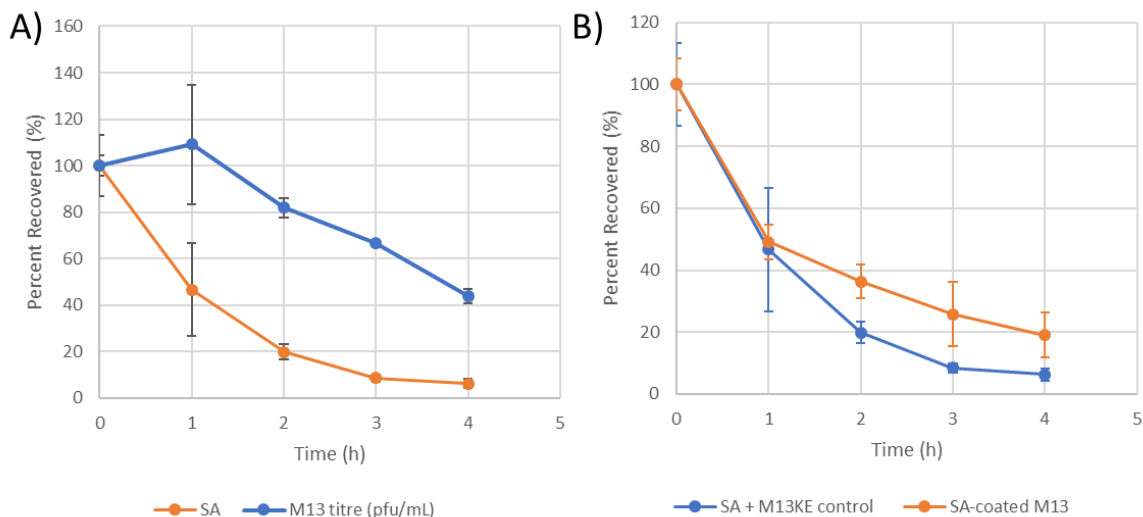 A)
Percent Recovered (%)
160
140
120
100
80
60
40
20
0
0 1 2 3 4 5
Time (h)
SA M13 titre (pfu/mL)
B)
Percent Recovered (%)
120
100
80
60
40
20
0
0 1 2 3 4 5
Time (h)
SA + M13KE control SA-coated M13